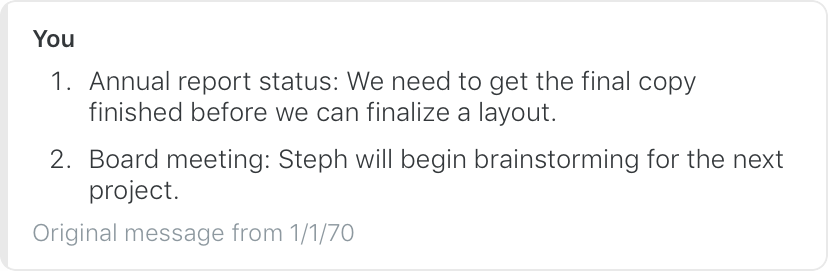 You
1. Annual report status: We need to get the final copy
finished before we can finalize a layout.
2. Board meeting: Steph will begin brainstorming for the next
project.
Original message from 1/1/70